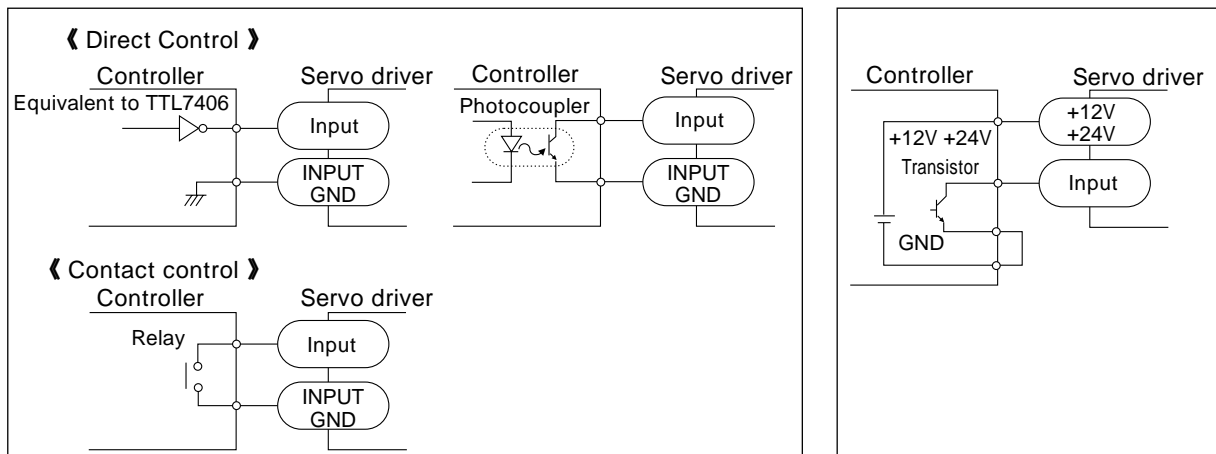 《 Direct Control 》
Controller
Servo driver
Equivalent to TTL7406
Input
INPUT
GND
Controller
Servo driver
Photocoupler
Input
INPUT
GND
《 Contact control 》
Controller
Servo driver
Relay
Input
INPUT
GND
Controller
Servo driver
+12V
+24V
+12V +24V
Transistor
Input
GND